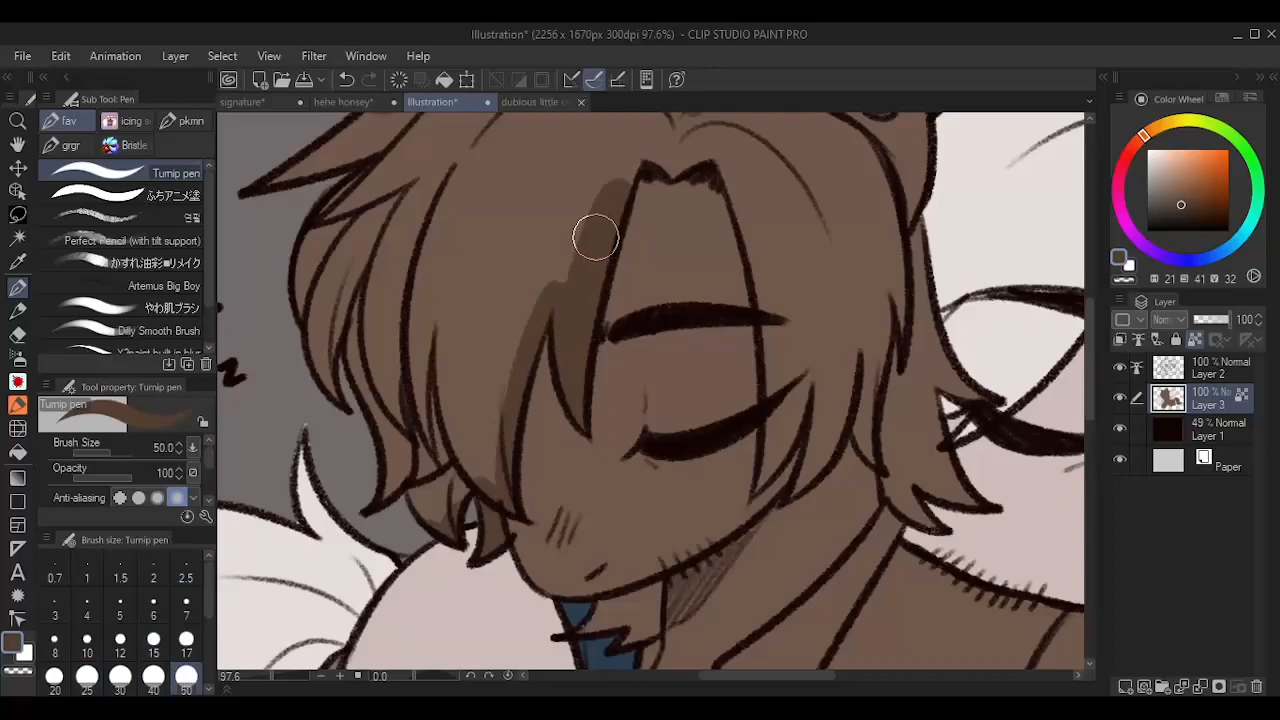 Illustration* (2256 x 1670px 300dpi 97.6%)  - CLIP STUDIO PAINT PRO
File Edit Animation Layer Select View Filter Window Help
Sub Tool: Pen
signature* hehe honsey* Illustration* dubious little c
Color Wheel
fav icing s pkmn
grgr Bristle
Turnip pen
ふちアニメ塗
연필
Perfect Pencil (with tilt support)
かすれ油彩■リメイク
Artemus Big Boy
やわ肌ブラシ
Dilly Smooth Brush
H 21 S 41 V 32
Layer
Norm 100
100 % Normal
Layer 2
100 % No
Layer 3
49 % Normal
Layer 1
Paper
Tool property: Turnip pen
Turnip pen
Brush Size 50.0
Opacity 100
Anti-aliasing
Brush size: Turnip pen
0.7 1 1.5 2 2.5
3 4 5 6 7
8 10 12 15 17
20 25 30 40 50
97.6 0.0